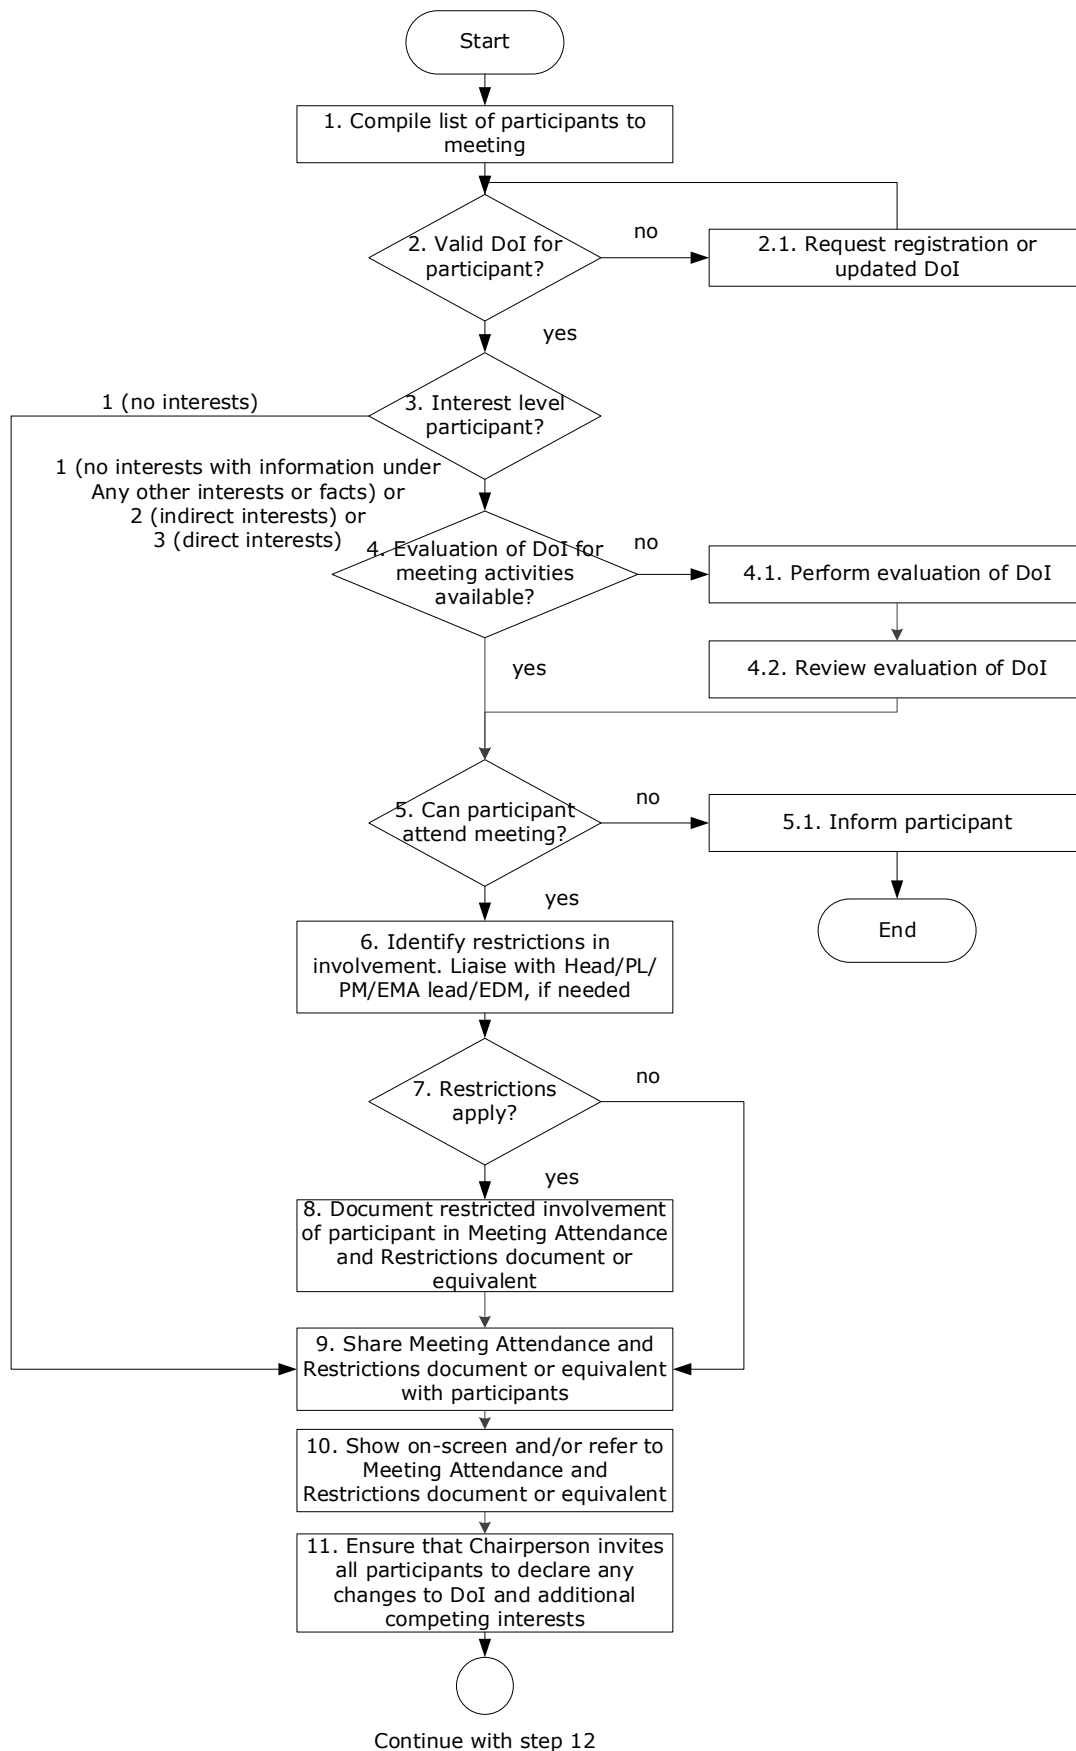 Start
1. Compile list of participants to
meeting
2. Valid DoI for
participant?
no
2.1. Request registration or
updated DoI
yes
1 (no interests)
3. Interest level
participant?
1 (no interests with information under
Any other interests or facts) or
2 (indirect interests) or
3 (direct interests)
4. Evaluation of DoI for
meeting activities
available?
no
4.1. Perform evaluation of DoI
yes
4.2. Review evaluation of DoI
5. Can participant
attend meeting?
no
5.1. Inform participant
yes
End
6. Identify restrictions in
involvement. Liaise with Head/PL/
PM/EMA lead/EDM, if needed
7. Restrictions
apply?
no
yes
8. Document restricted involvement
of participant in Meeting Attendance
and Restrictions document or
equivalent
9. Share Meeting Attendance and
Restrictions document or equivalent
with participants
10. Show on-screen and/or refer to
Meeting Attendance and
Restrictions document or equivalent
11. Ensure that Chairperson invites
all participants to declare any
changes to DoI and additional
competing interests
Continue with step 12